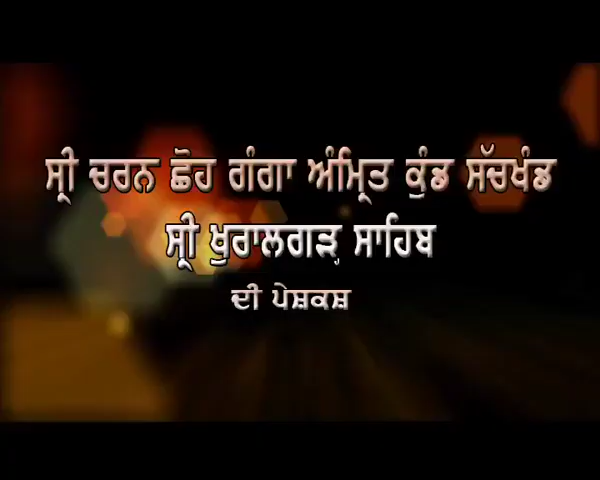 ਸ੍ਰੀ ਚਰਨ ਛੋਹ ਗੰਗਾ ਅੰਮ੍ਰਿਤ ਕੁੰਡ ਸੱਚਖੰਡ
ਸ੍ਰੀ ਖੁਰਾਲਗੜ੍ਹ ਸਾਹਿਬ
ਦੀ ਪੇਸ਼ਕਸ਼